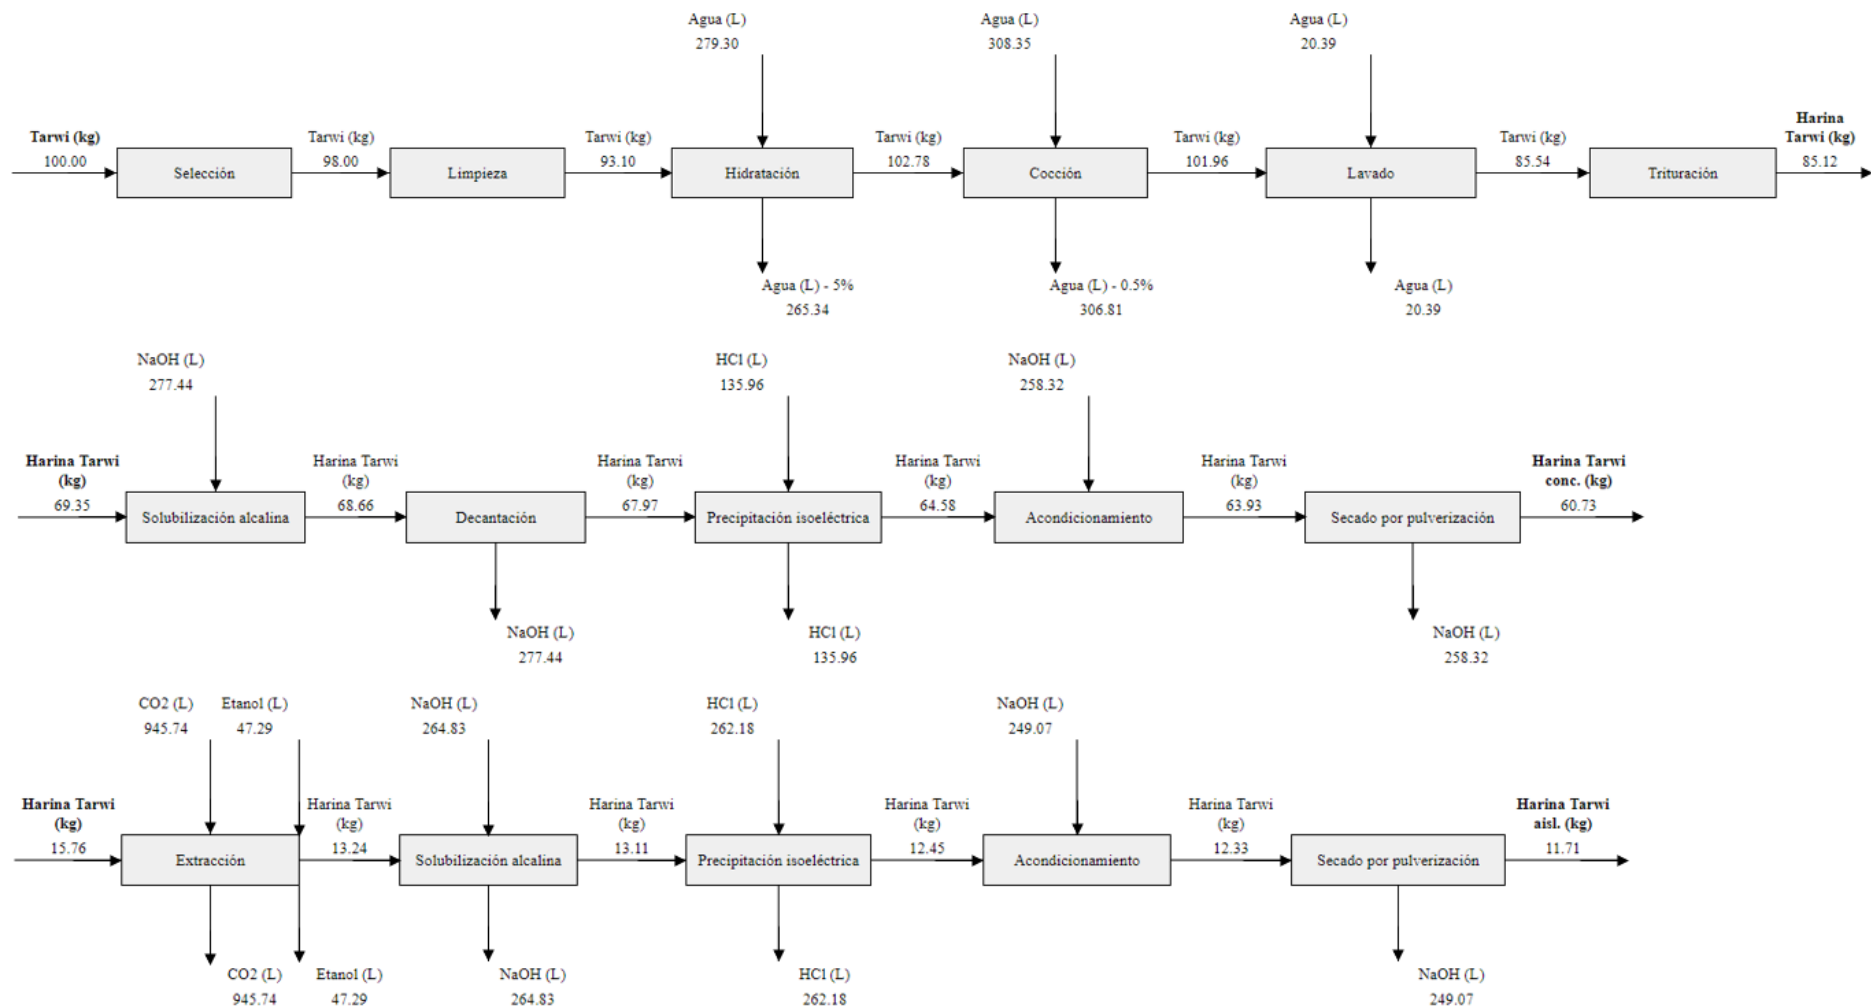 Agua (L)
279.30
Agua (L)
308.35
Agua (L)
20.39
Tarwi (kg)
100.00
Selección
Tarwi (kg)
98.00
Limpieza
Tarwi (kg)
93.10
Hidratación
Tarwi (kg)
102.78
Cocción
Tarwi (kg)
101.96
Lavado
Tarwi (kg)
85.54
Trituración
Harina
Tarwi (kg)
85.12
Agua (L) - 5%
265.34
Agua (L) - 0.5%
306.81
Agua (L)
20.39
NaOH (L)
277.44
HCl (L)
135.96
NaOH (L)
258.32
Harina Tarwi
(kg)
69.35
Solubilización alcalina
Harina Tarwi
(kg)
68.66
Decantación
Harina Tarwi
(kg)
67.97
Precipitación isoeléctrica
Harina Tarwi
(kg)
64.58
Acondicionamiento
Harina Tarwi
(kg)
63.93
Secado por pulverización
Harina Tarwi
conc. (kg)
60.73
NaOH (L)
277.44
HCl (L)
135.96
NaOH (L)
258.32
CO2 (L)
945.74
Etanol (L)
47.29
NaOH (L)
264.83
HCl (L)
262.18
NaOH (L)
249.07
Harina Tarwi
(kg)
15.76
Extracción
Harina Tarwi
(kg)
13.24
Solubilización alcalina
Harina Tarwi
(kg)
13.11
Precipitación isoeléctrica
Harina Tarwi
(kg)
12.45
Acondicionamiento
Harina Tarwi
(kg)
12.33
Secado por pulverización
Harina Tarwi
aisl. (kg)
11.71
CO2 (L)
945.74
Etanol (L)
47.29
NaOH (L)
264.83
HCl (L)
262.18
NaOH (L)
249.07